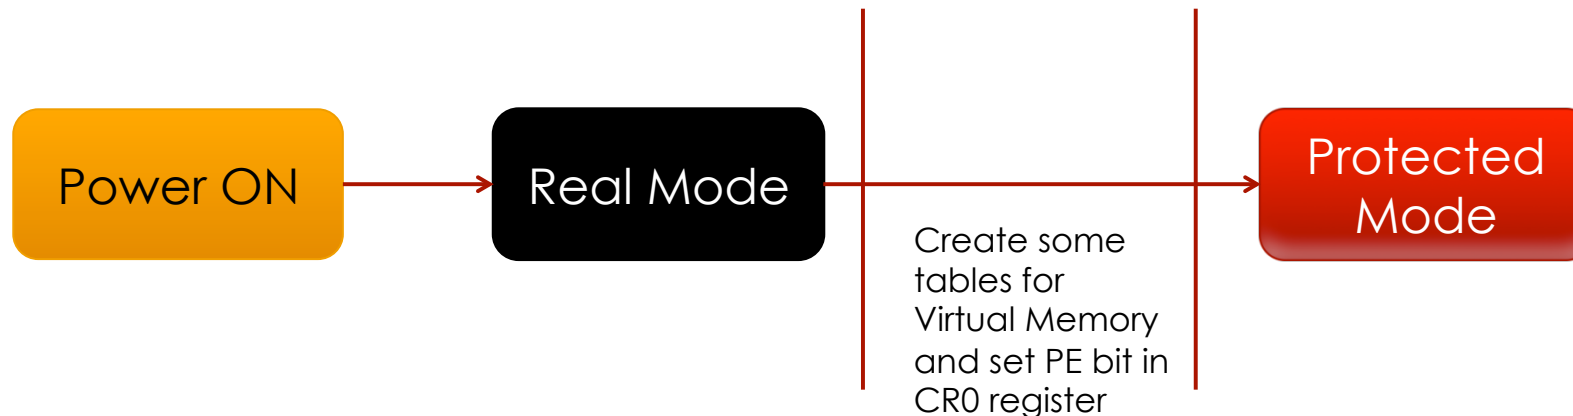 Power ON
Real Mode
Create some
tables for
Virtual Memory
and set PE bit in
CR0 register
Protected
Mode